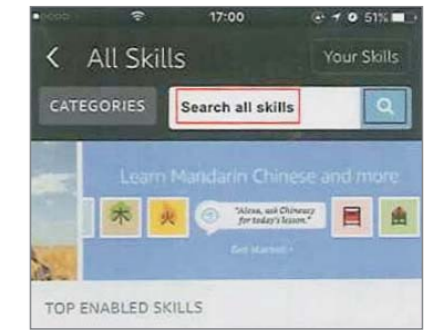 17:00
51%
All Skills
Your Skills
CATEGORIES
Search all skills
Learn Mandarin Chinese and more
木
火
"Alexa, ask Chineasy
for today's lesson."
Get Started ›
TOP ENABLED SKILLS